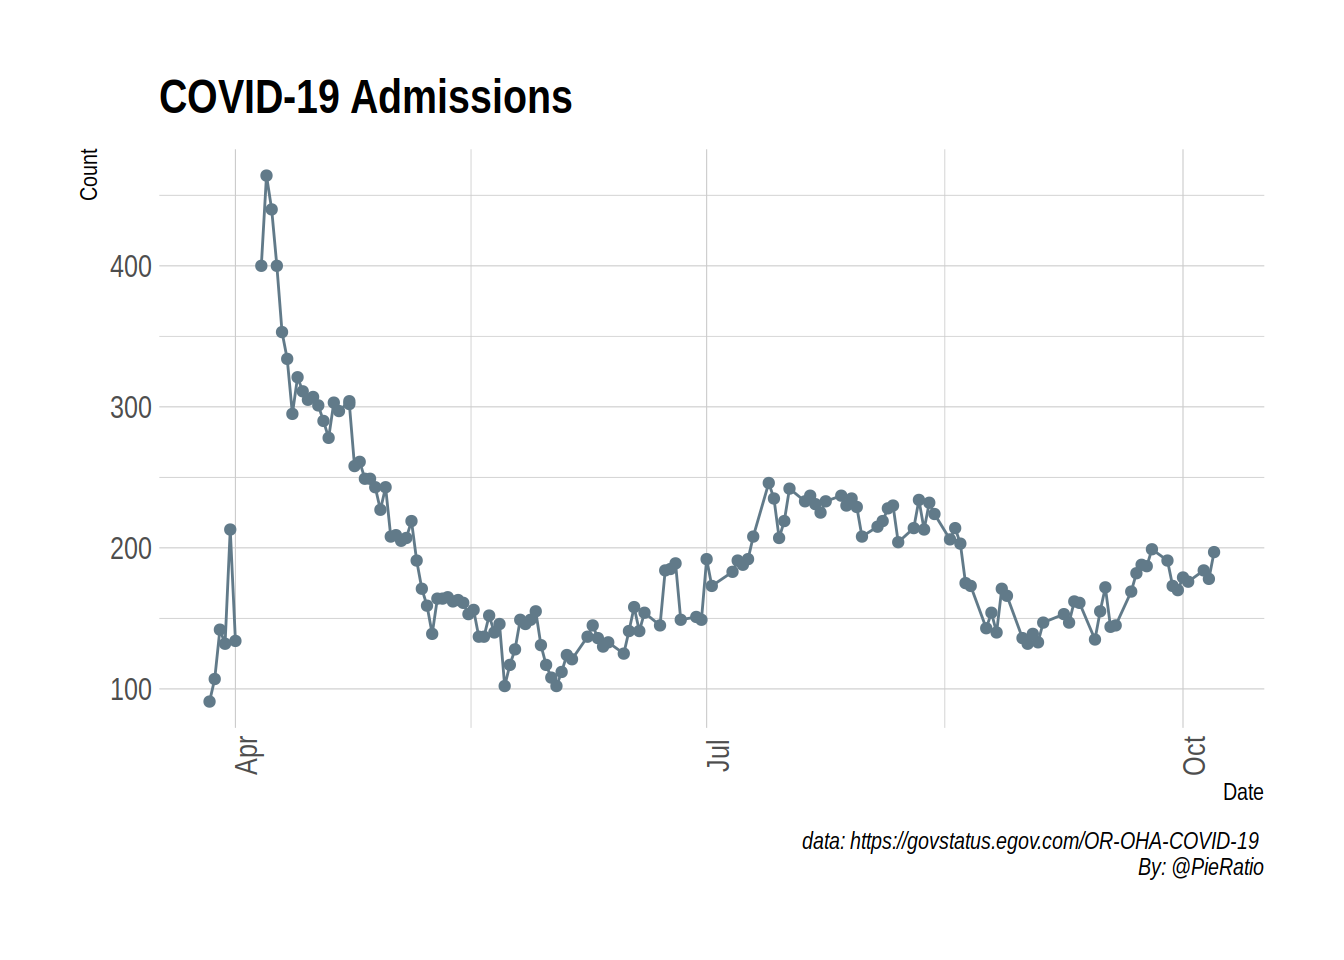 COVID-19 Admissions
Count
400
300
200
100
Apr
Jul
Oct
Date
data: https://govstatus.egov.com/OR-OHA-COVID-19
By: @PieRatio